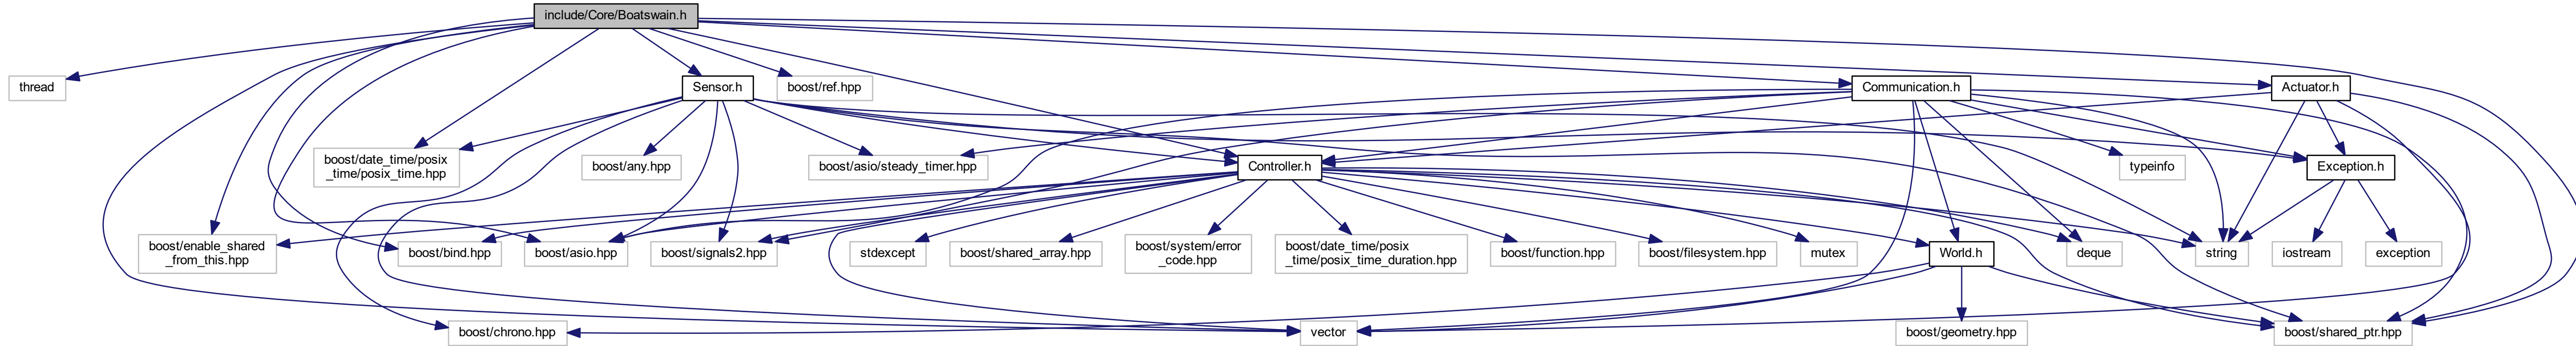 include/Core/Boatswain.h
thread
Sensor.h
boost/ref.hpp
Communication.h
Actuator.h
boost/date_time/posix
_time/posix_time.hpp
boost/any.hpp
boost/asio/steady_timer.hpp
Controller.h
typeinfo
Exception.h
boost/enable_shared
_from_this.hpp
boost/bind.hpp
boost/asio.hpp
boost/signals2.hpp
stdexcept
boost/shared_array.hpp
boost/system/error
_code.hpp
boost/date_time/posix
_time/posix_time_duration.hpp
boost/function.hpp
boost/filesystem.hpp
mutex
World.h
deque
string
iostream
exception
boost/chrono.hpp
vector
boost/geometry.hpp
boost/shared_ptr.hpp